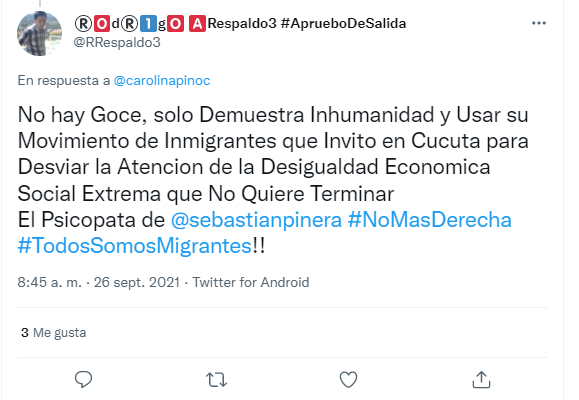 ®🅾️d®1️⃣g🅾️ 🅰️Respaldo3 #AprueboDeSalida
@RRespaldo3
En respuesta a @carolinapinoc
No hay Goce, solo Demuestra Inhumanidad y Usar su
Movimiento de Inmigrantes que Invito en Cucuta para
Desviar la Atencion de la Desigualdad Economica
Social Extrema que No Quiere Terminar
El Psicopata de @sebastianpinera #NoMasDerecha
#TodosSomosMigrantes!!
8:45 a. m. · 26 sept. 2021 · Twitter for Android
3 Me gusta